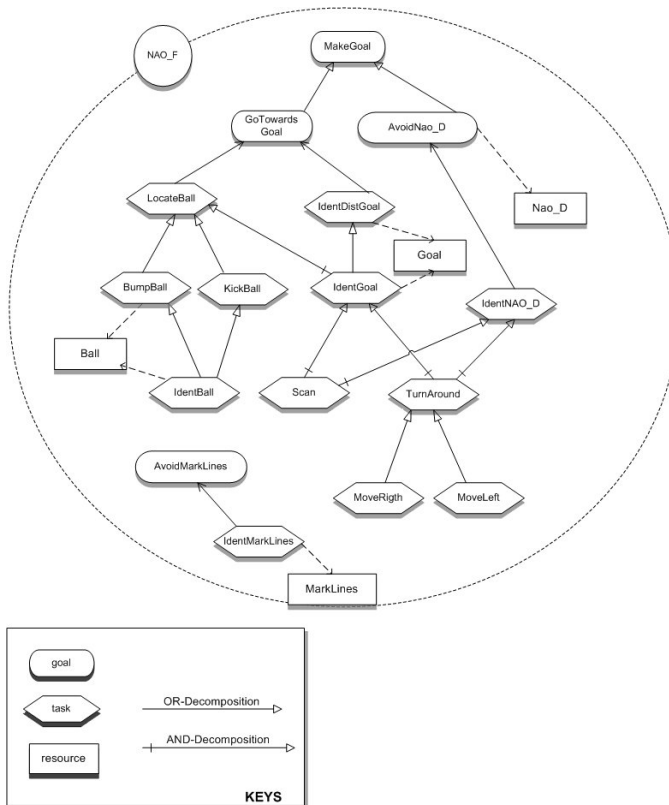 NAO_F
MakeGoal
GoTowards
Goal
AvoidNao_D
LocateBall
IdentDistGoal
Nao_D
Goal
BumpBall
KickBall
IdentGoal
IdentNAO_D
Ball
IdentBall
Scan
TurnAround
AvoidMarkLines
MoveRigth
MoveLeft
IdentMarkLines
MarkLines
goal
task
OR-Decomposition
resource
AND-Decomposition
KEYS